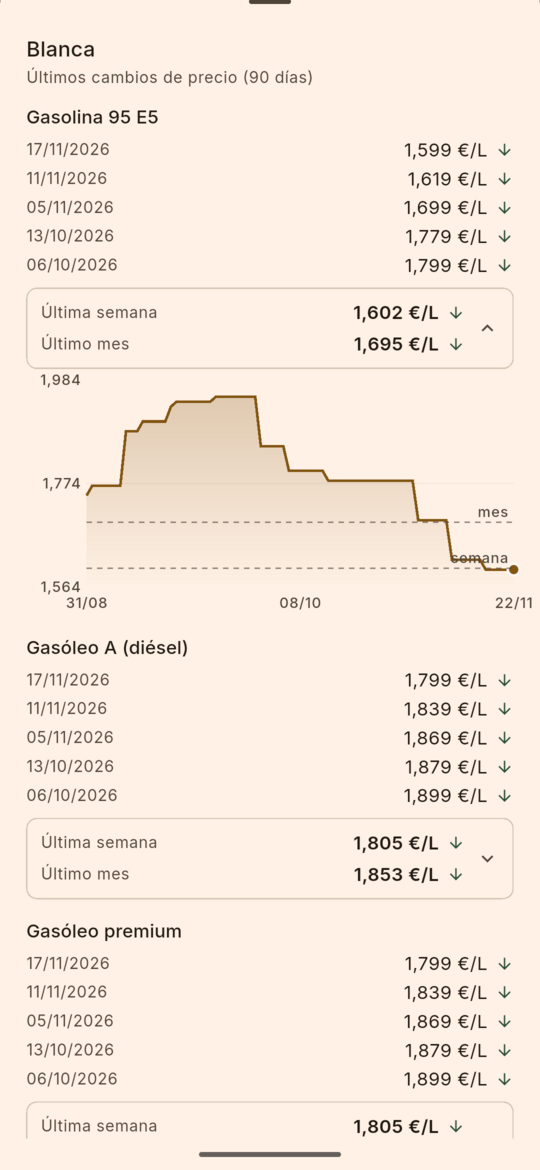 Blanca
Últimos cambios de precio (90 días)
Gasolina 95 E5
17/11/2026 1,599 €/L ↓
11/11/2026 1,619 €/L ↓
05/11/2026 1,699 €/L ↓
13/10/2026 1,779 €/L ↓
06/10/2026 1,799 €/L ↓
Última semana 1,602 €/L ↓
Último mes 1,695 €/L ↓
1,984
1,774
mes
semana
1,564
31/08 08/10 22/11
Gasóleo A (diésel)
17/11/2026 1,799 €/L ↓
11/11/2026 1,839 €/L ↓
05/11/2026 1,869 €/L ↓
13/10/2026 1,879 €/L ↓
06/10/2026 1,899 €/L ↓
Última semana 1,805 €/L ↓
Último mes 1,853 €/L ↓
Gasóleo premium
17/11/2026 1,799 €/L ↓
11/11/2026 1,839 €/L ↓
05/11/2026 1,869 €/L ↓
13/10/2026 1,879 €/L ↓
06/10/2026 1,899 €/L ↓
Última semana 1,805 €/L ↓